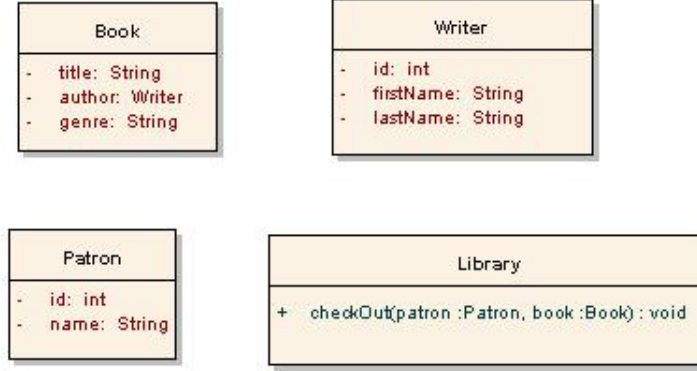 Book
- title: String
- author: Writer
- genre: String
Writer
- id: int
- firstName: String
- lastName: String
Patron
- id: int
- name: String
Library
+ checkOut(patron :Patron, book :Book) : void